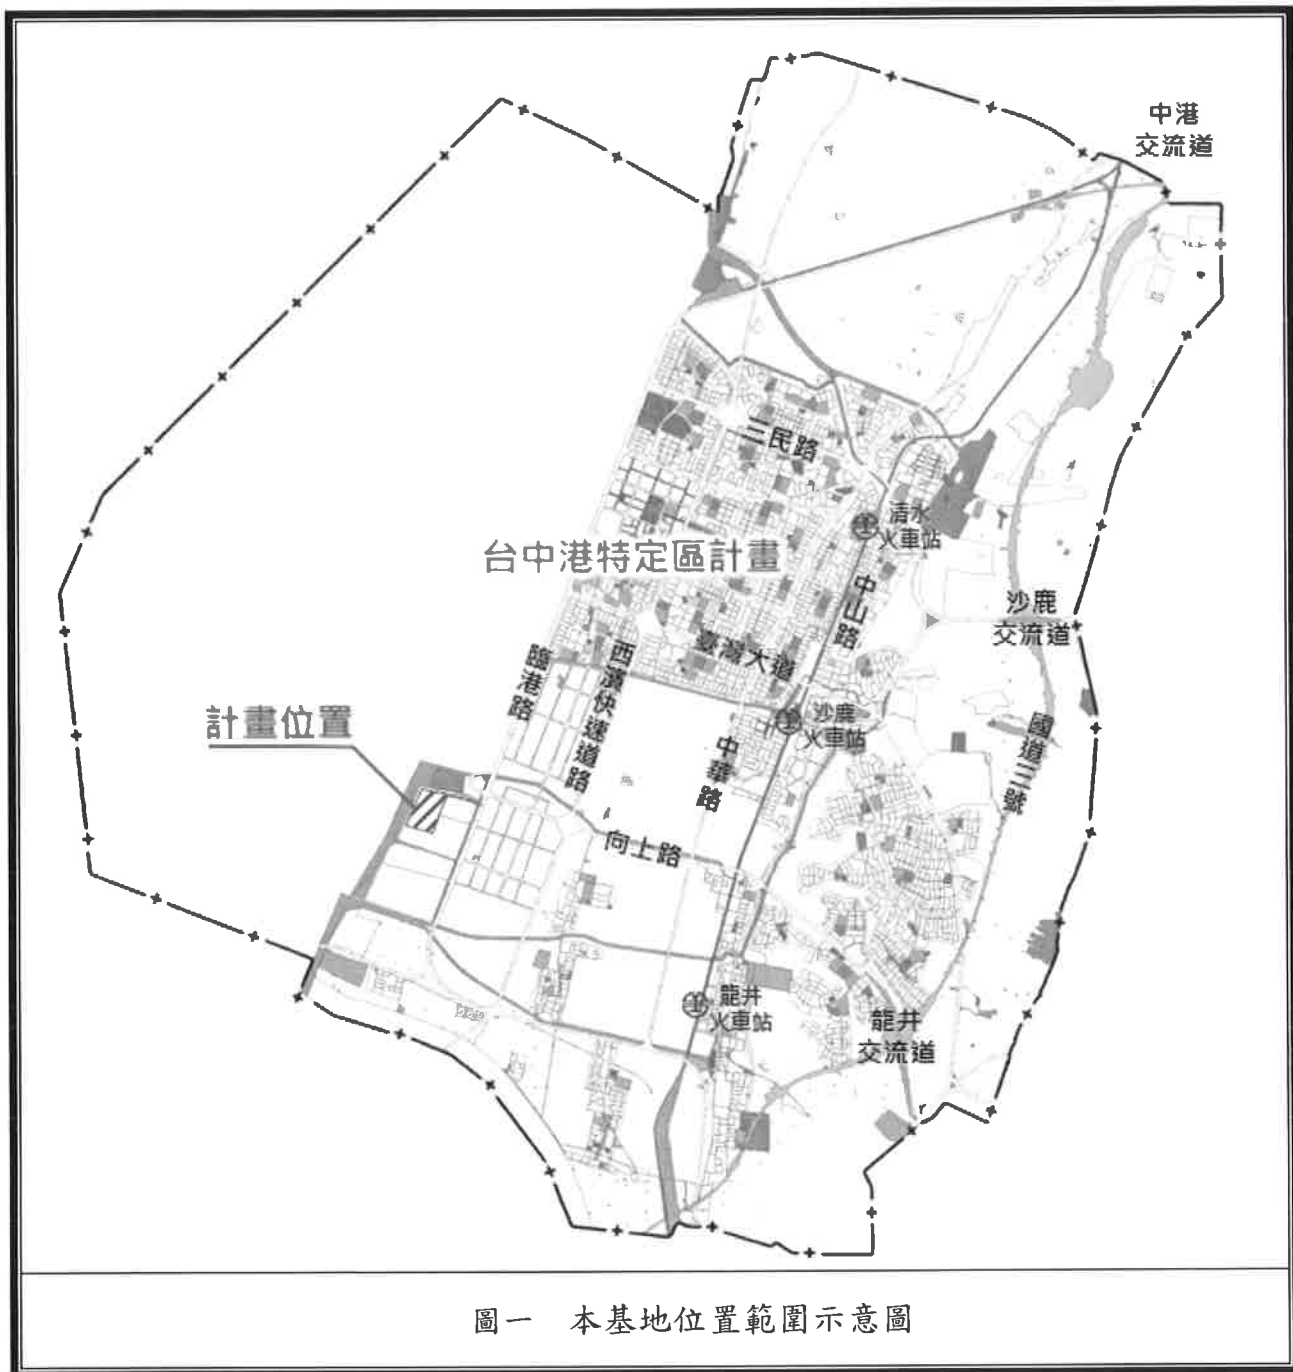 中港
交流道
三民路
清水
火車站
台中港特定區計畫
中山路
沙鹿
交流道
臺灣大道
西濱快速道路
臨港路
計畫位置
沙鹿
火車站
國道三號
中華路
向上路
龍井
火車站
龍井
交流道
圖一 本基地位置範圍示意圖